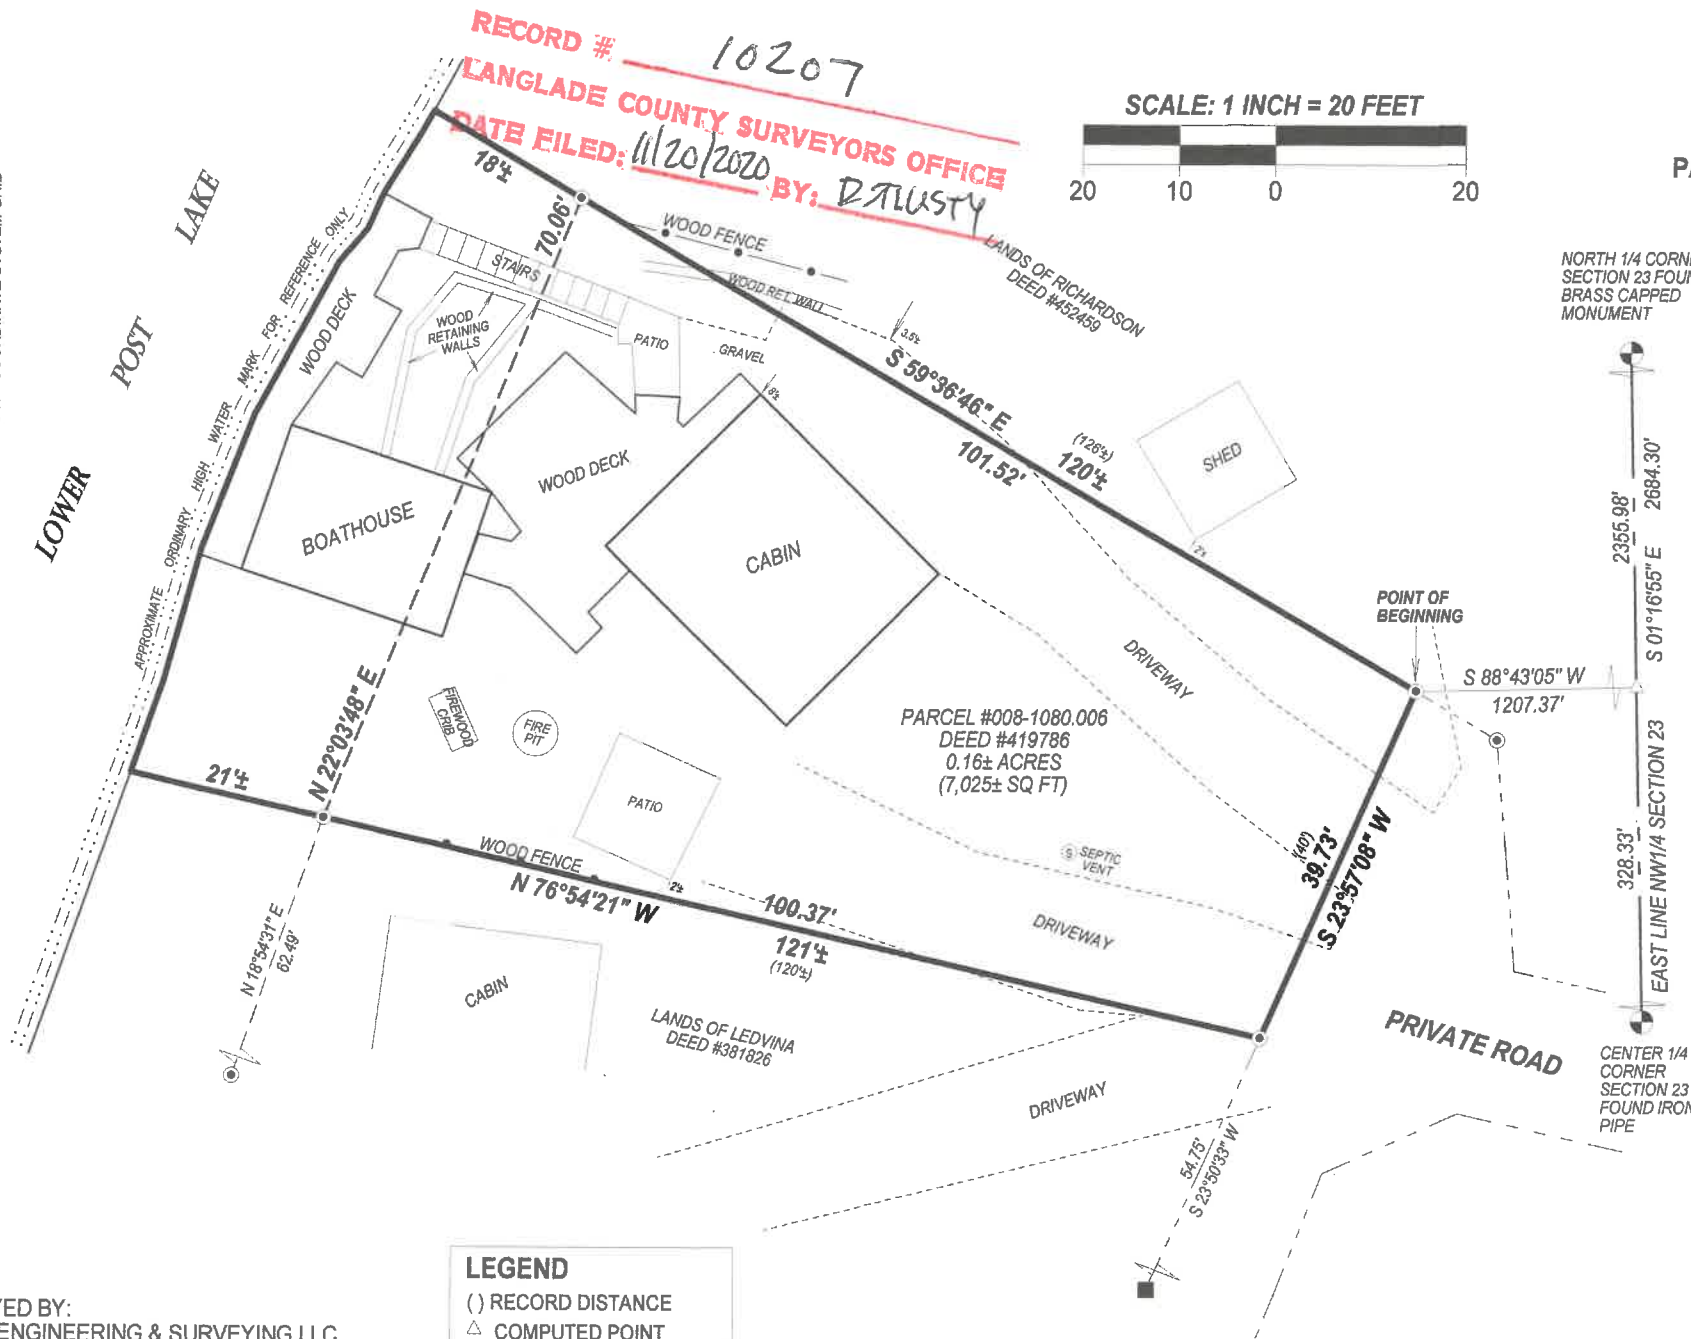 RECORD # 10207
LANGLADE COUNTY SURVEYORS OFFICE
DATE FILED: 11/20/2020 BY:
SCALE: 1 INCH = 20 FEET
20 10 0 20
LOWER POST LAKE
APPROXIMATE ORDINARY HIGH WATER MARK FOR REFERENCE ONLY
18'±
70.06'
WOOD FENCE
WOOD RET. WALL
STAIRS
LANDS OF RICHARDSON
DEED #452459
NORTH 1/4
SECTION 23
BRASS CAPPED
MONUMENT
WOOD DECK
WOOD
RETAINING
WALLS
PATIO
GRAVEL
3.6'±
8'±
S 59°36'46" E
101.52'
(126'±)
120'±
SHED
2'±
WOOD DECK
BOATHOUSE
CABIN
2355.98'
2684.30'
S 01°16'55" E
POINT OF
BEGINNING
S 88°43'05" W
1207.37'
DRIVEWAY
N 22°03'48" E
FIREWOOD
CRIB
FIRE
PIT
PATIO
PARCEL #008-1080.006
DEED #419786
0.16± ACRES
(7,025± SQ FT)
21'±
WOOD FENCE
N 76°54'21" W
2'±
100.37'
121'±
(120'±)
S SEPTIC
VENT
(40')
39.73'
S 23°57'08" W
328.33'
EAST LINE NW1/4 SECTION 23
DRIVEWAY
N 18°54'31" E
62.49'
CABIN
LANDS OF LEDVINA
DEED #381826
PRIVATE ROAD
CENTER 1/4
CORNER
SECTION 23
FOUND IRON
PIPE
DRIVEWAY
54.75'
S 23°50'33" W
LEGEND
( ) RECORD DISTANCE
△ COMPUTED POINT
BY:
ENGINEERING & SURVEYING LLC